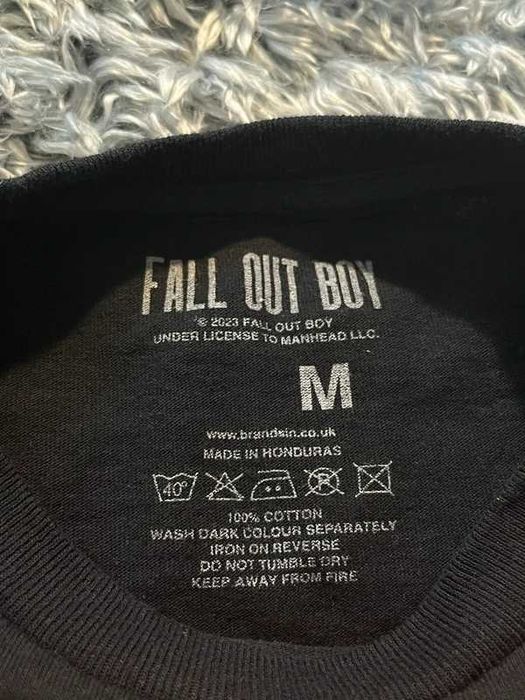 FALL OUT BOY
© 2023 FALL OUT BOY
UNDER LICENSE TO MANHEAD LLC.
M
www.brandsin.co.uk
MADE IN HONDURAS
40°
100% COTTON
WASH DARK COLOUR SEPARATELY
IRON ON REVERSE
DO NOT TUMBLE DRY
KEEP AWAY FROM FIRE